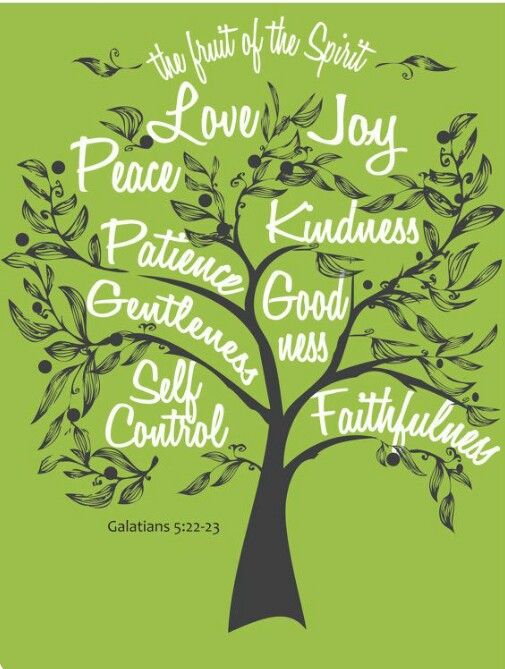 the fruit of the Spirit
Love Joy
Peace
Kindness
Patience
Good
ness
Gentleness
Self
Control
Faithfulness
Galatians 5:22-23